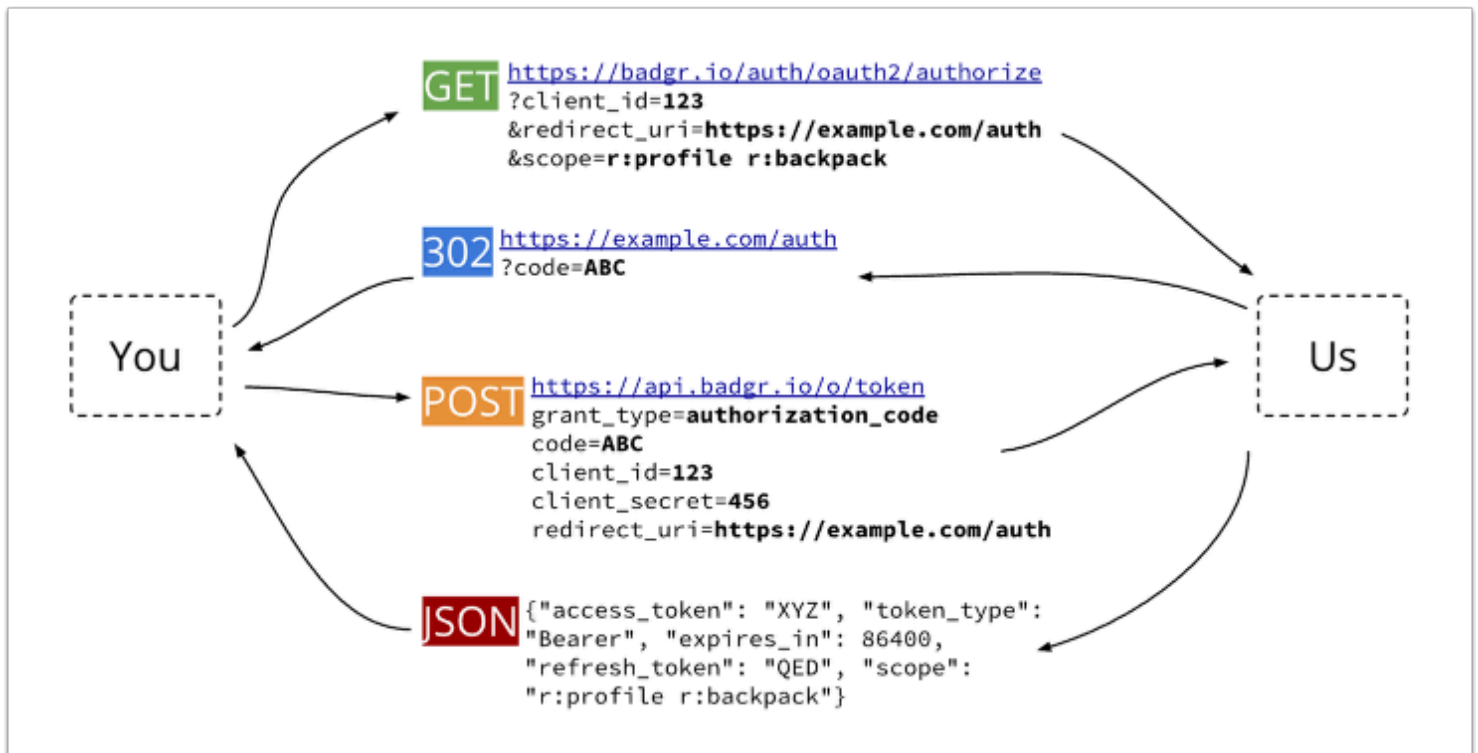 GET https://badgr.io/auth/oauth2/authorize
?client_id=123
&redirect_uri=https://example.com/auth
&scope=r:profile r:backpack
302 https://example.com/auth
?code=ABC
You
Us
POST https://api.badgr.io/o/token
grant_type=authorization_code
code=ABC
client_id=123
client_secret=456
redirect_uri=https://example.com/auth
JSON {"access_token": "XYZ", "token_type":
"Bearer", "expires_in": 86400,
"refresh_token": "QED", "scope":
"r:profile r:backpack"}